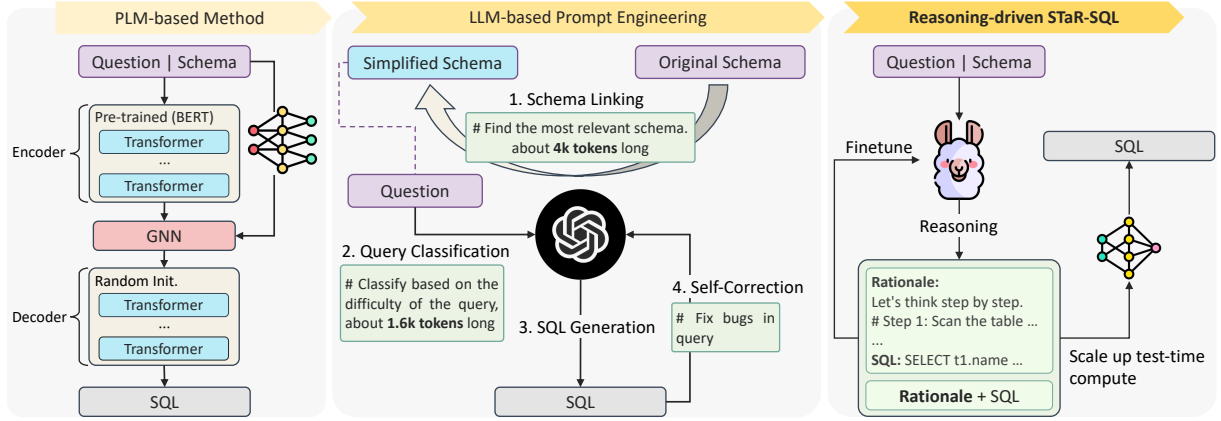 PLM-based Method
Question | Schema
Pre-trained (BERT)
Transformer
...
Transformer
Encoder
GNN
Random Init.
Transformer
...
Transformer
Decoder
SQL
LLM-based Prompt Engineering
Simplified Schema
Original Schema
1. Schema Linking
# Find the most relevant schema.
about 4k tokens long
Question
2. Query Classification
# Classify based on the
difficulty of the query,
about 1.6k tokens long
3. SQL Generation
4. Self-Correction
# Fix bugs in
query
SQL
Reasoning-driven STaR-SQL
Question | Schema
Finetune
SQL
Reasoning
Rationale:
Let's think step by step.
# Step 1: Scan the table ...
...
SQL: SELECT t1.name ...
Rationale + SQL
Scale up test-time
compute